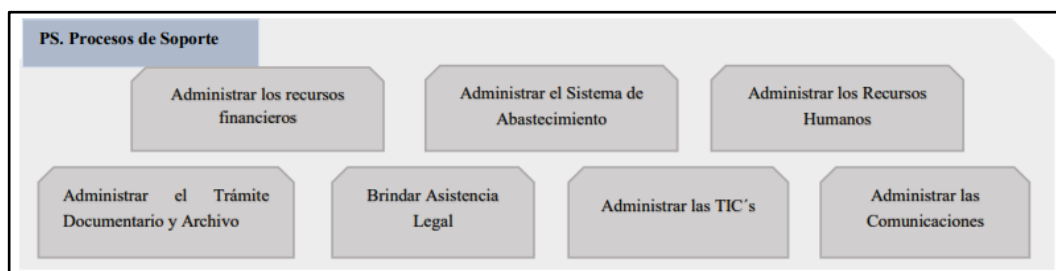 PS. Procesos de Soporte
Administrar los recursos
financieros
Administrar el Sistema de
Abastecimiento
Administrar los Recursos
Humanos
Administrar el Trámite
Documentario y Archivo
Brindar Asistencia
Legal
Administrar las TIC´s
Administrar las
Comunicaciones